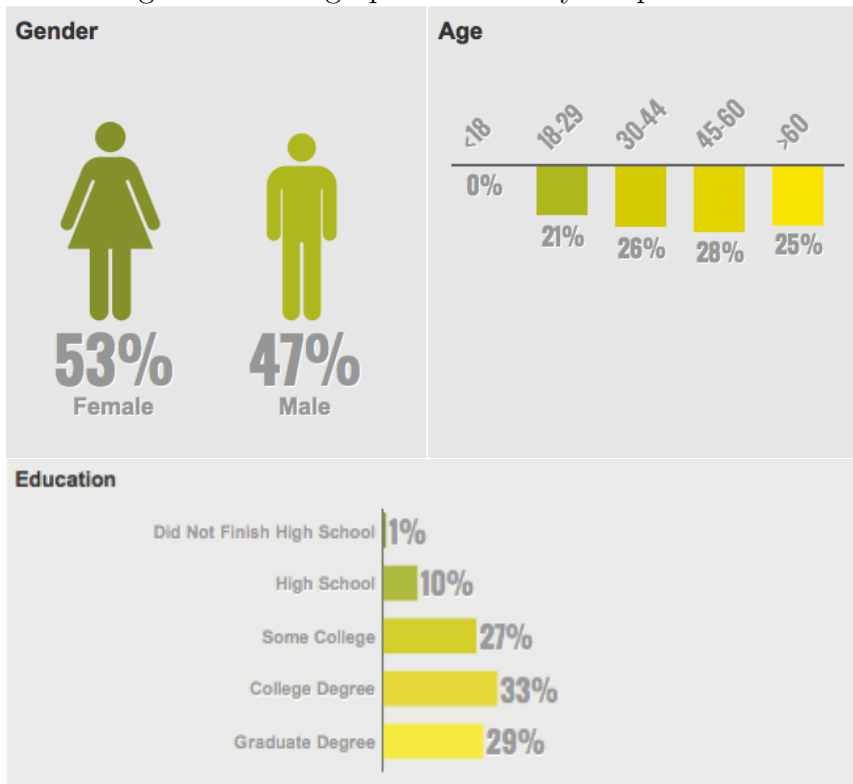 Gender
53%
Female
47%
Male
Age
<18
18-29
30-44
45-60
>60
0%
21%
26%
28%
25%
Education
Did Not Finish High School 1%
High School 10%
Some College 27%
College Degree 33%
Graduate Degree 29%